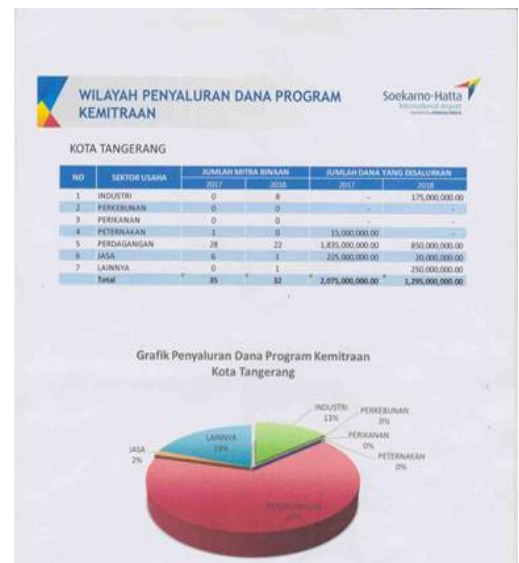 WILAYAH PENYALURAN DANA PROGRAM
KEMITRAAN
Soekarno-Hatta
International Airport
KOTA TANGERANG
NO SEKTOR USAHA JUMLAH MITRA BINAAN JUMLAH DANA YANG DISALURKAN
2017 2018 2017 2018
1 INDUSTRI 0 8 - 175,000,000.00
2 PERKEBUNAN 0 0 - -
3 PERIKANAN 0 0 - -
4 PETERNAKAN 1 0 15,000,000.00 -
5 PERDAGANGAN 28 22 1,835,000,000.00 850,000,000.00
6 JASA 6 1 225,000,000.00 20,000,000.00
7 LAINNYA 0 1 250,000,000.00
Total 35 32 2,075,000,000.00 1,295,000,000.00
Grafik Penyaluran Dana Program Kemitraan
Kota Tangerang
INDUSTRI
13%
PERKEBUNAN
0%
PERIKANAN
0%
PETERNAKAN
0%
LAINNYA
19%
JASA
2%
PERDAGANGAN